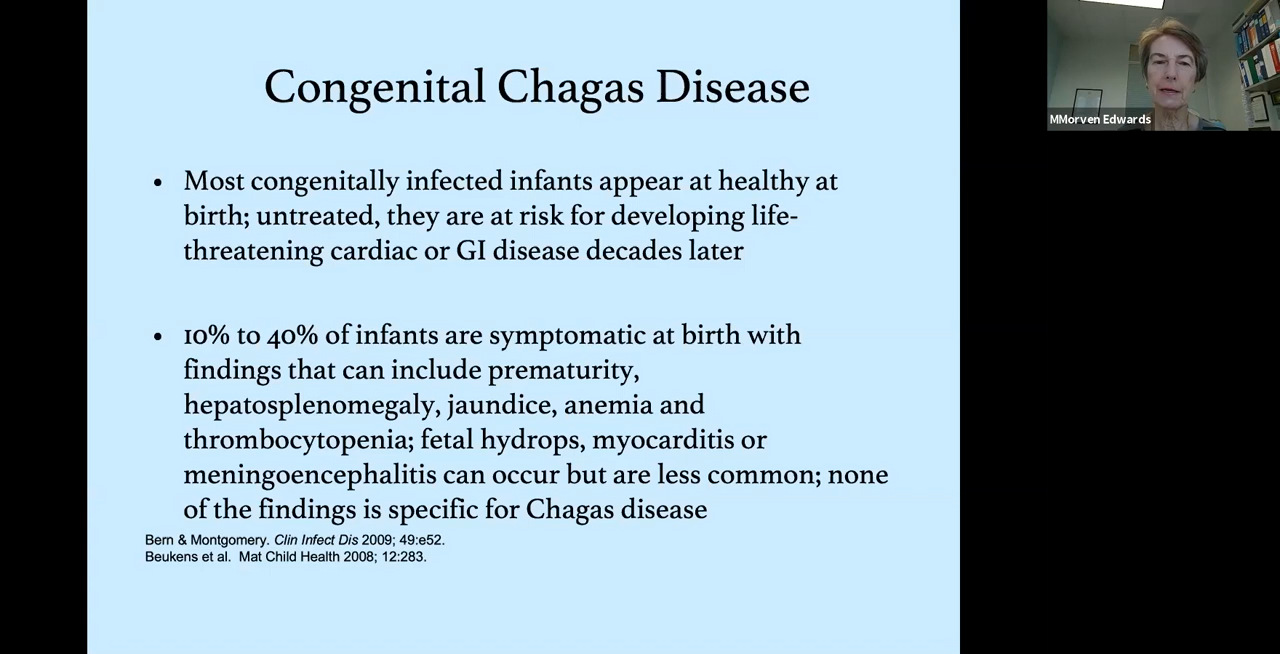 Congenital Chagas Disease
• Most congenitally infected infants appear at healthy at
birth; untreated, they are at risk for developing life-
threatening cardiac or GI disease decades later
• 10% to 40% of infants are symptomatic at birth with
findings that can include prematurity,
hepatosplenomegaly, jaundice, anemia and
thrombocytopenia; fetal hydrops, myocarditis or
meningoencephalitis can occur but are less common; none
of the findings is specific for Chagas disease
Bern & Montgomery. Clin Infect Dis 2009; 49:e52.
Beukens et al.  Mat Child Health 2008; 12:283.
MMorven Edwards